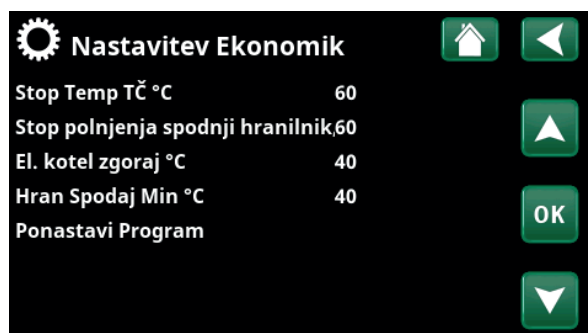 Nastavitev Ekonomik
Stop Temp TČ °C 60
Stop polnjenja spodnji hranilnik, 60
El. kotel zgoraj °C 40
Hran Spodaj Min °C 40
Ponastavi Program
OK